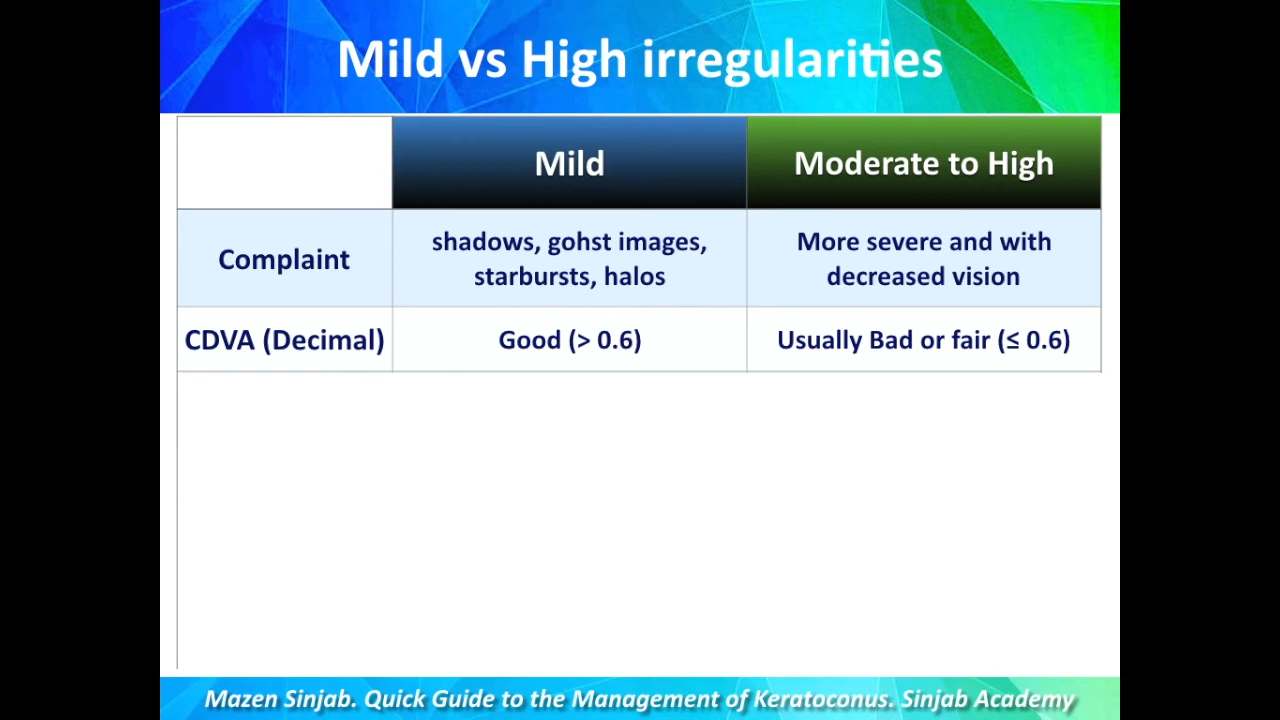 Mild vs High irregularities
Mild
Moderate to High
Complaint
shadows, gohst images,
starbursts, halos
More severe and with
decreased vision
CDVA (Decimal)
Good (> 0.6)
Usually Bad or fair (≤ 0.6)
Mazen Sinjab. Quick Guide to the Management of Keratoconus. Sinjab Academy